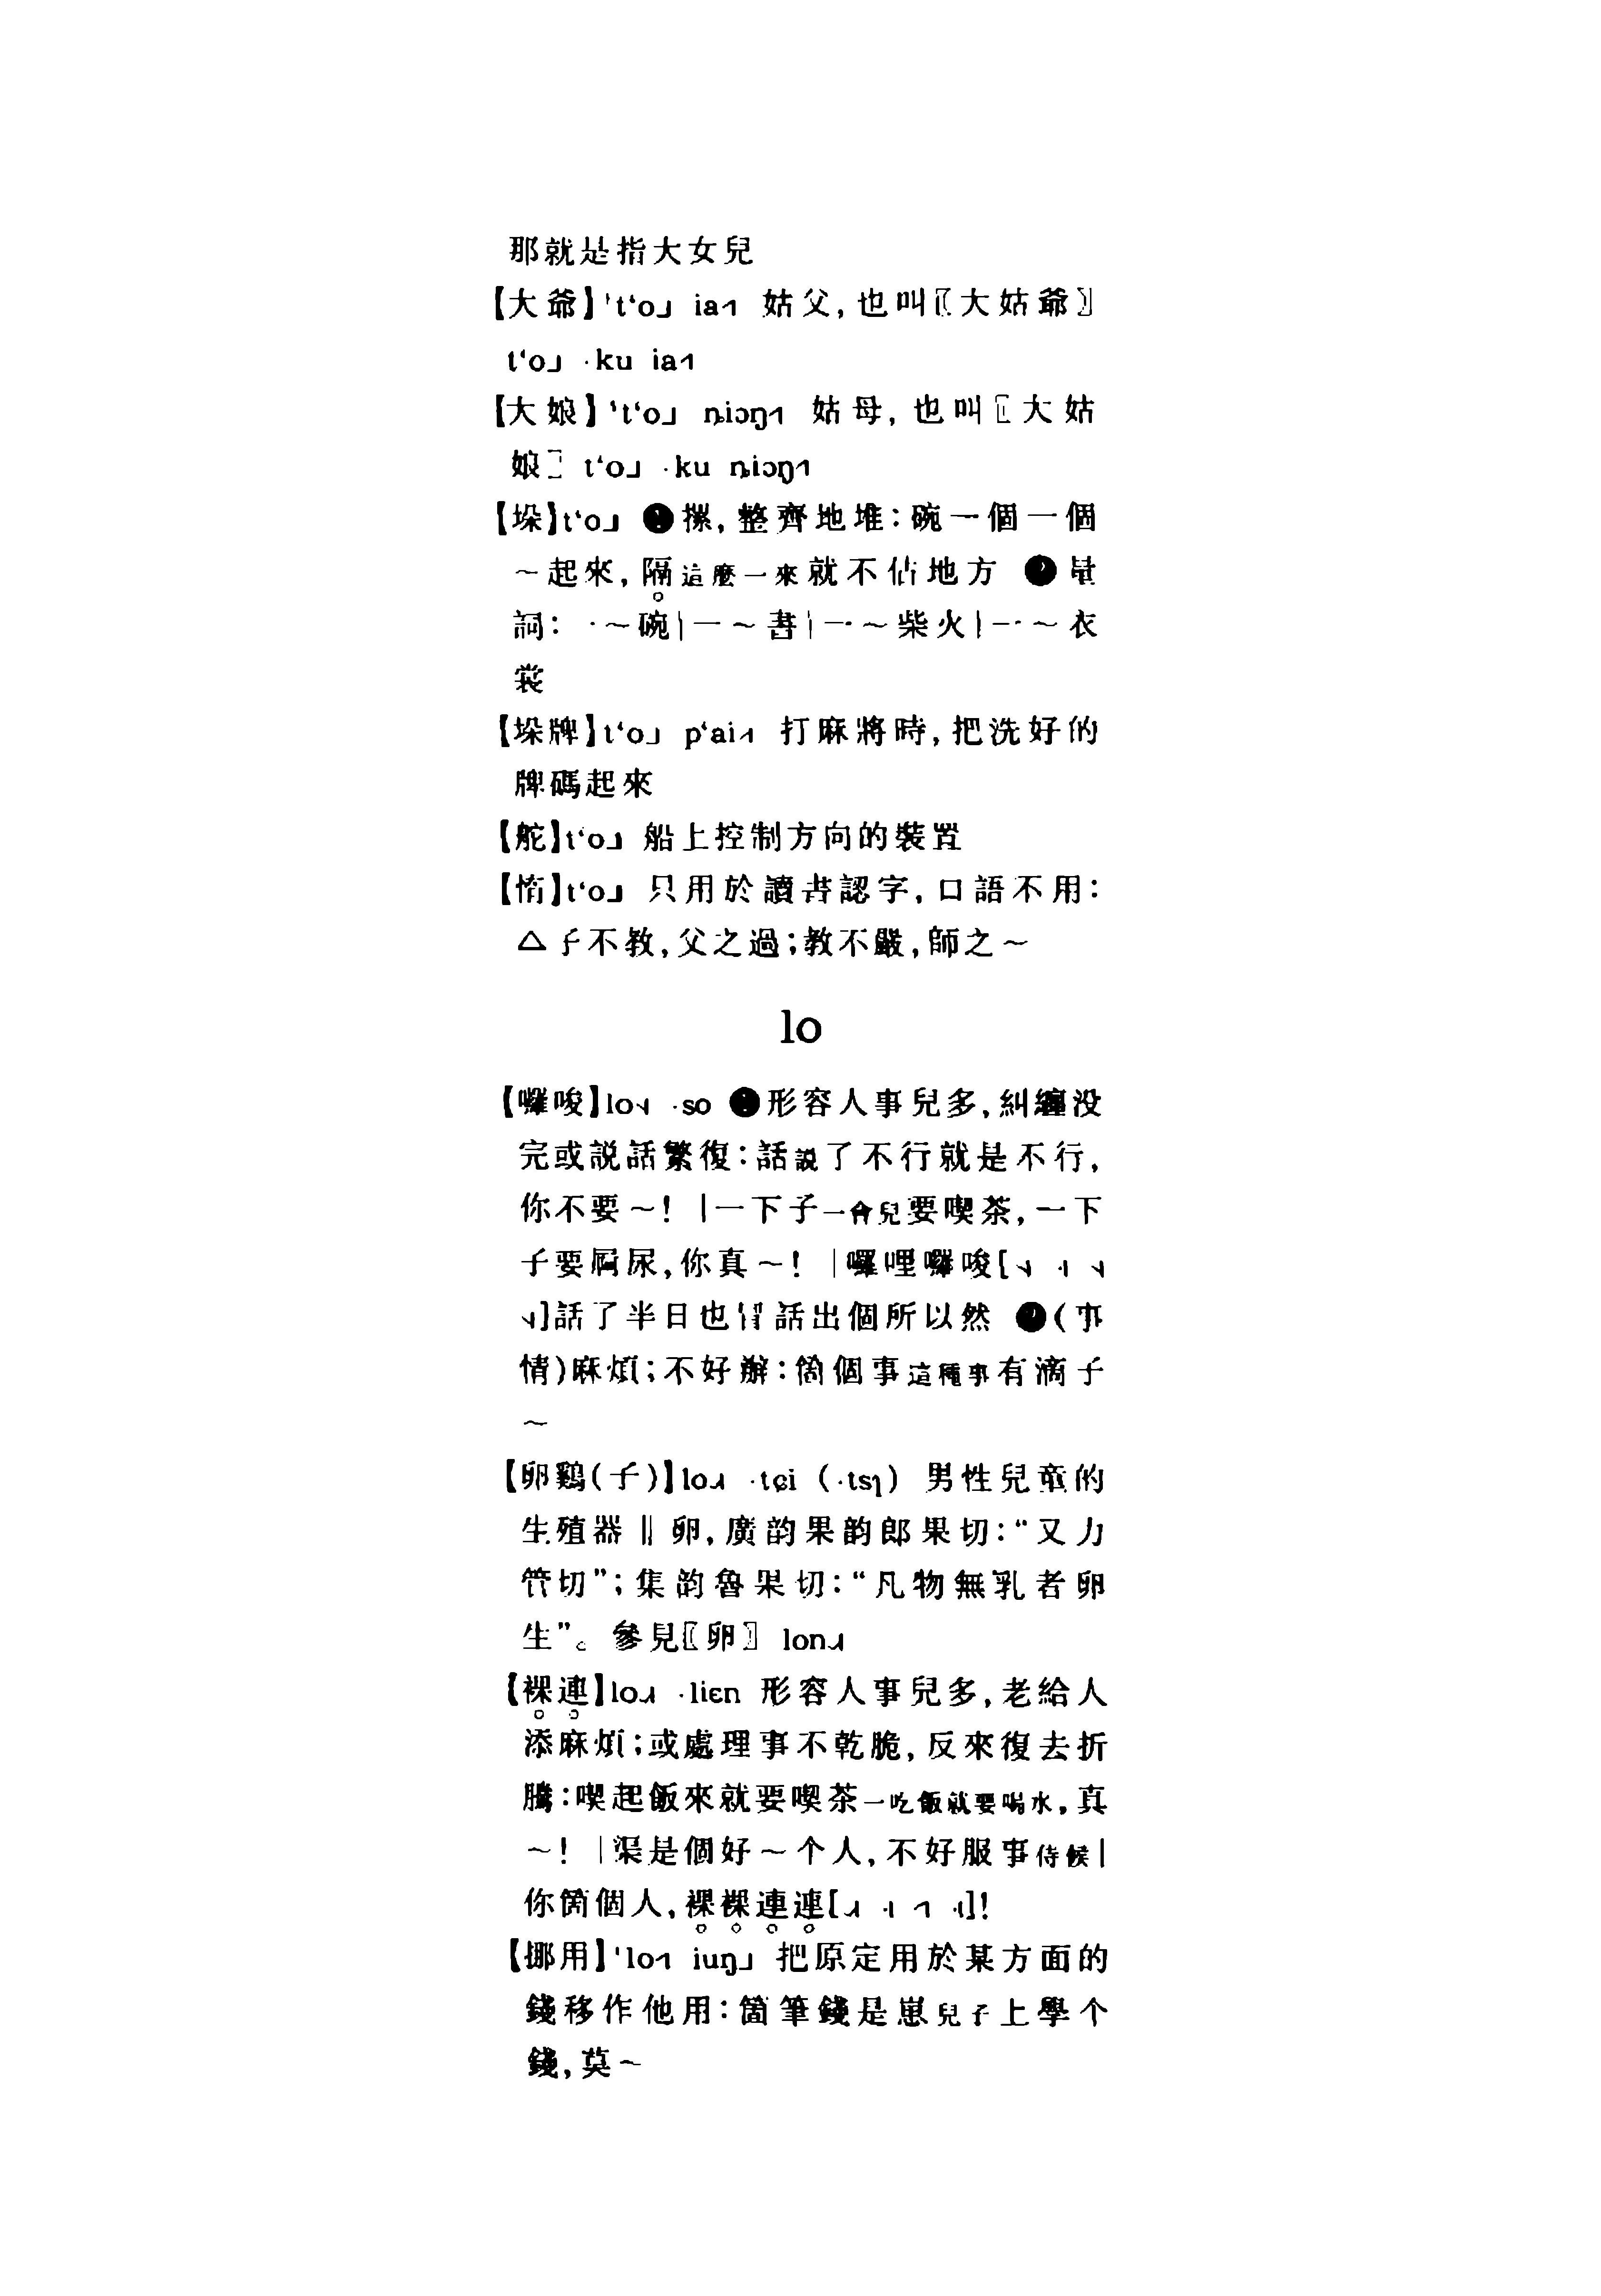 那就是指大女兒
【大爺】't‘o˩ ia˧˥ 姑父,也叫〖大姑爺〗
t‘o˩ ·ku ia˧˥
【大娘】't‘o˩ ȵiɔŋ˧˥ 姑母,也叫〖大姑
娘〗 t‘o˩ ·ku ȵiɔŋ˧˥
【垛】t‘o˩ ❶摞,整齊地堆:碗一個一個
~起來,隔這麼一來就不佔地方 ❷量
詞:一~碗|一~書|一~柴火|一~衣
裳
【垛牌】t‘o˩ p‘ai 打麻將時,把洗好的
牌碼起來
【舵】t‘o˩ 船上控制方向的裝置
【惰】t‘o˩ 只用於讀書認字,口語不用:
△子不教,父之過;教不嚴,師之~
lo
【囉唆】lo ·so ❶形容人事兒多,糾纏没
完或説話繁復:話説了不行就是不行,
你不要~!|一下子一會兒要喫茶,一下
子要屙尿,你真~!|囉哩囉唆[
]話了半日也冇話出個所以然 ❷(事
情)麻煩;不好辦:箇個事這種事有滴子
~
【卵鷄(子)】lo ·tɕi (·tsɿ) 男性兒童的
生殖器‖卵,廣韵果韵郎果切:“又力
管切”;集韵魯果切:“凡物無乳者卵
生”。參見〖卵〗 lon
【裸連】lo ·liɛn 形容人事兒多,老給人
添麻煩;或處理事不乾脆,反來復去折
騰:喫起飯來就要喫茶一吃飯就要喝水,真
~!|渠是個好~个人,不好服事侍候|
你箇個人,裸裸連連[]!
【挪用】'lo˧˥ iuŋ˩ 把原定用於某方面的
錢移作他用:箇筆錢是崽兒子上學个
錢,莫~